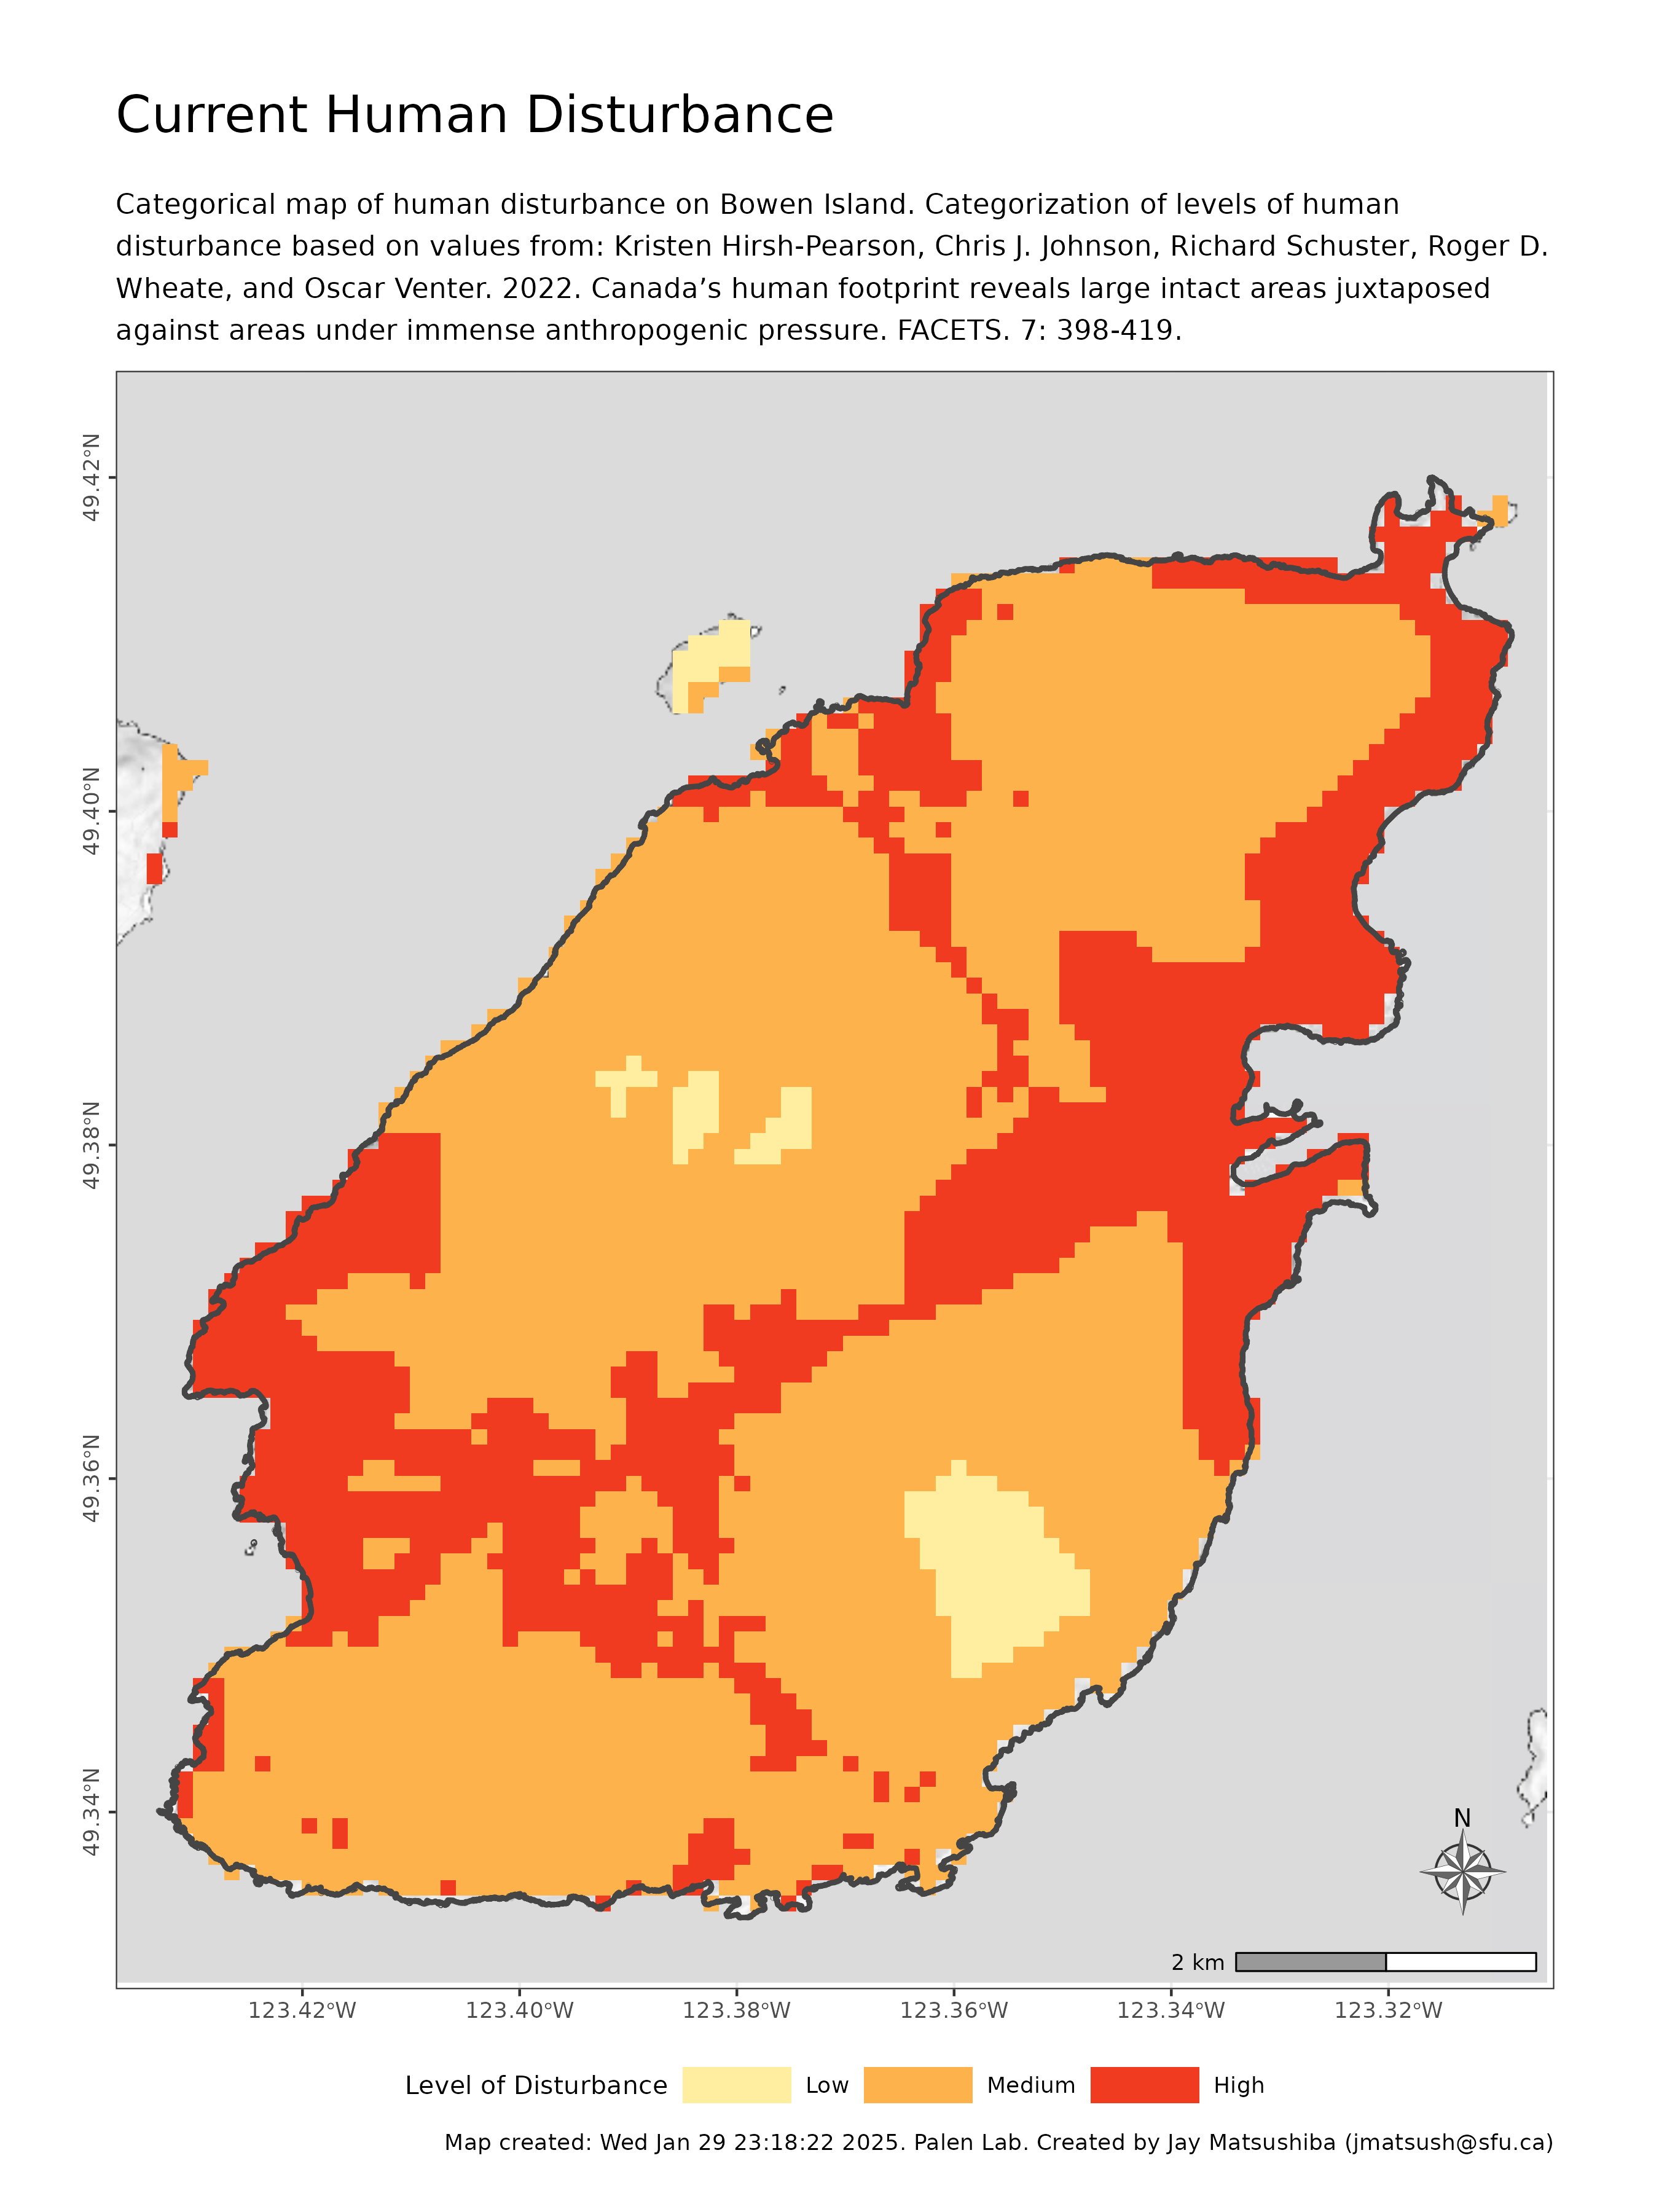 Current Human Disturbance
Categorical map of human disturbance on Bowen Island. Categorization of levels of human
disturbance based on values from: Kristen Hirsh-Pearson, Chris J. Johnson, Richard Schuster, Roger D.
Wheate, and Oscar Venter. 2022. Canada’s human footprint reveals large intact areas juxtaposed
against areas under immense anthropogenic pressure. FACETS. 7: 398-419.
49.42°N
49.40°N
49.38°N
49.36°N
49.34°N
N
2 km
123.42°W 123.40°W 123.38°W 123.36°W 123.34°W 123.32°W
Level of Disturbance Low Medium High
Map created: Wed Jan 29 23:18:22 2025. Palen Lab. Created by Jay Matsushiba (jmatsush@sfu.ca)